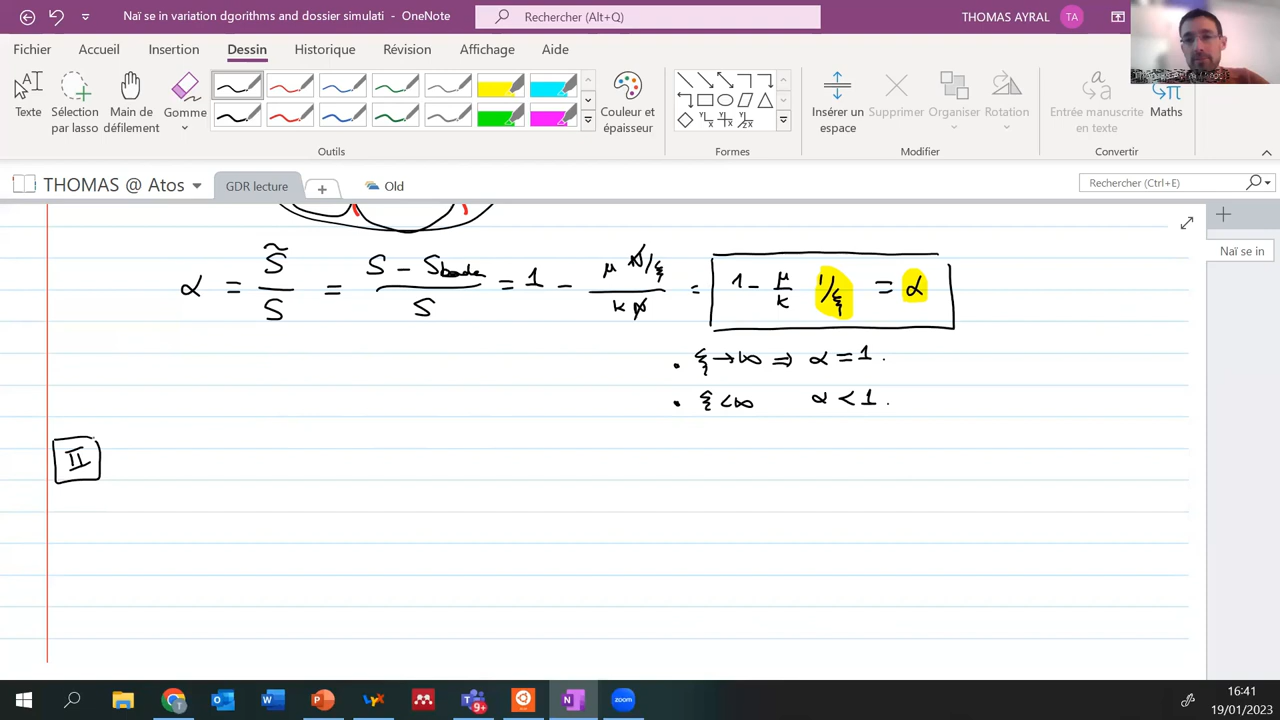 Naï se in variation dgorithms and dossier simulati - OneNote
Rechercher (Alt+Q)
THOMAS AYRAL
TA
Fichier
Accueil
Insertion
Dessin
Historique
Révision
Affichage
Aide
Texte
Sélection par lasso
Main de défilement
Gomme
Couleur et épaisseur
Insérer un espace
Supprimer
Organiser
Rotation
Entrée manuscrite en texte
Maths
Outils
Formes
Modifier
Convertir
THOMAS @ Atos
GDR lecture
Old
Rechercher (Ctrl+E)
Naï se in
α = S̃ / S = (S - S) / S = 1 - (μ N/ξ) / (k N) = 1 - μ/k 1/ξ = α
• ξ → ∞ ⇒ α = 1.
• ξ < ∞ α < 1.
II
9+
zoom
16:41
19/01/2023